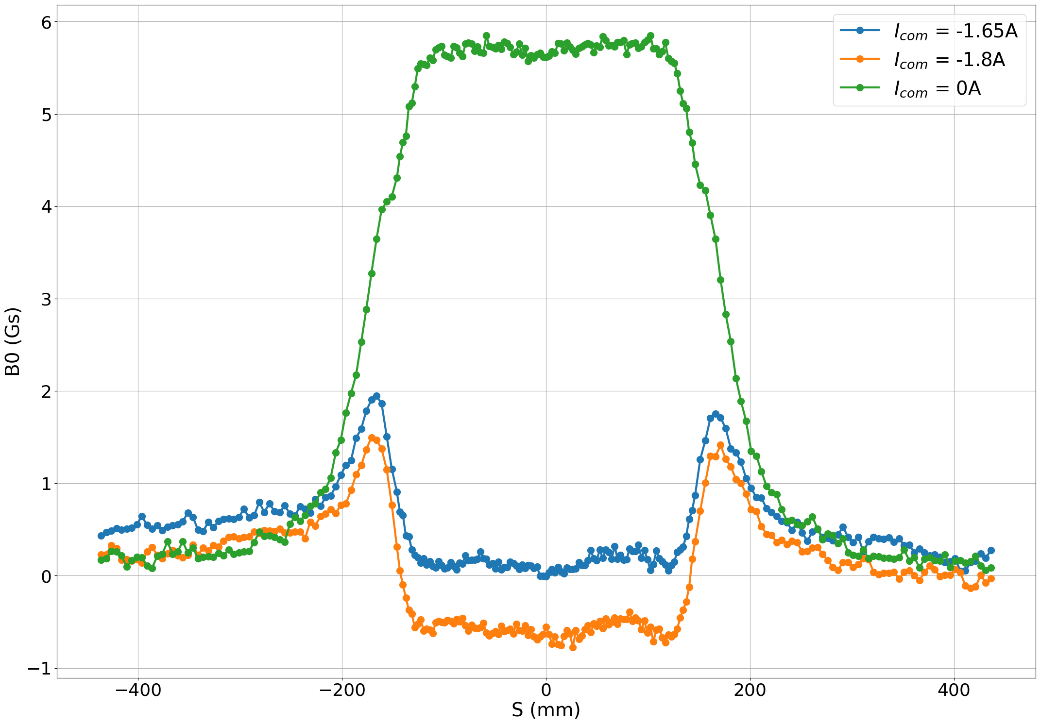 6
5
4
3
2
1
0
−1
B0 (Gs)
−400
−200
0
200
400
S (mm)
I_com = -1.65A
I_com = -1.8A
I_com = 0A